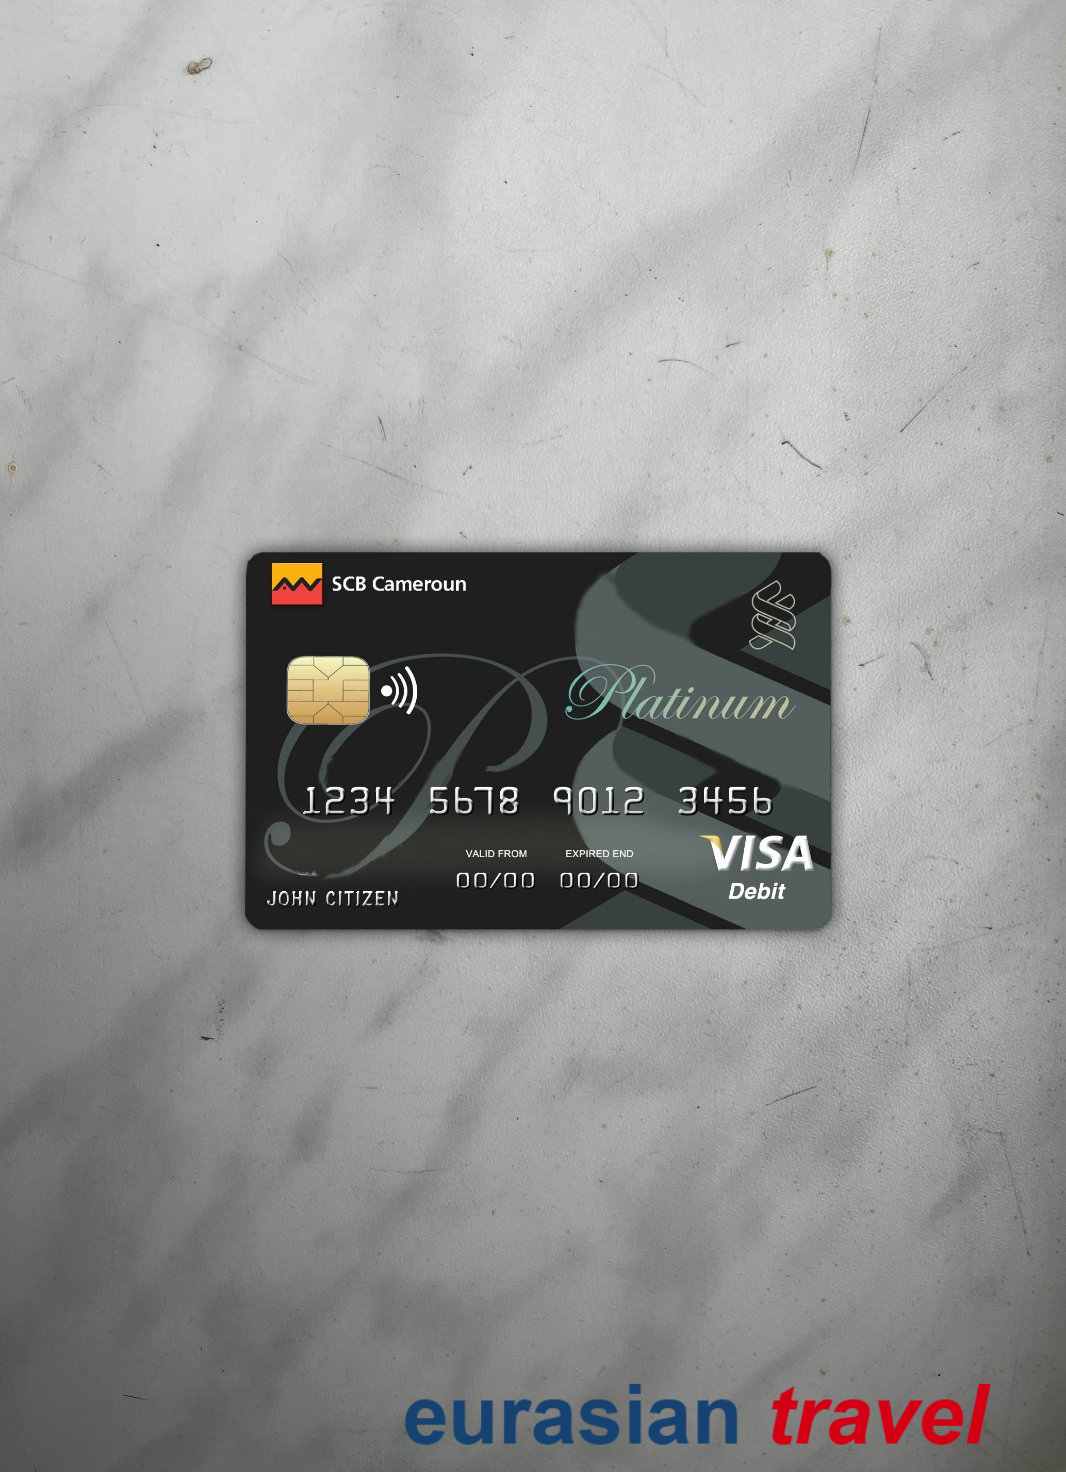 SCB Cameroun
Platinum
1234 5678 9012 3456
VALID FROM EXPIRED END
00/00 00/00
JOHN CITIZEN
VISA
Debit
eurasian travel